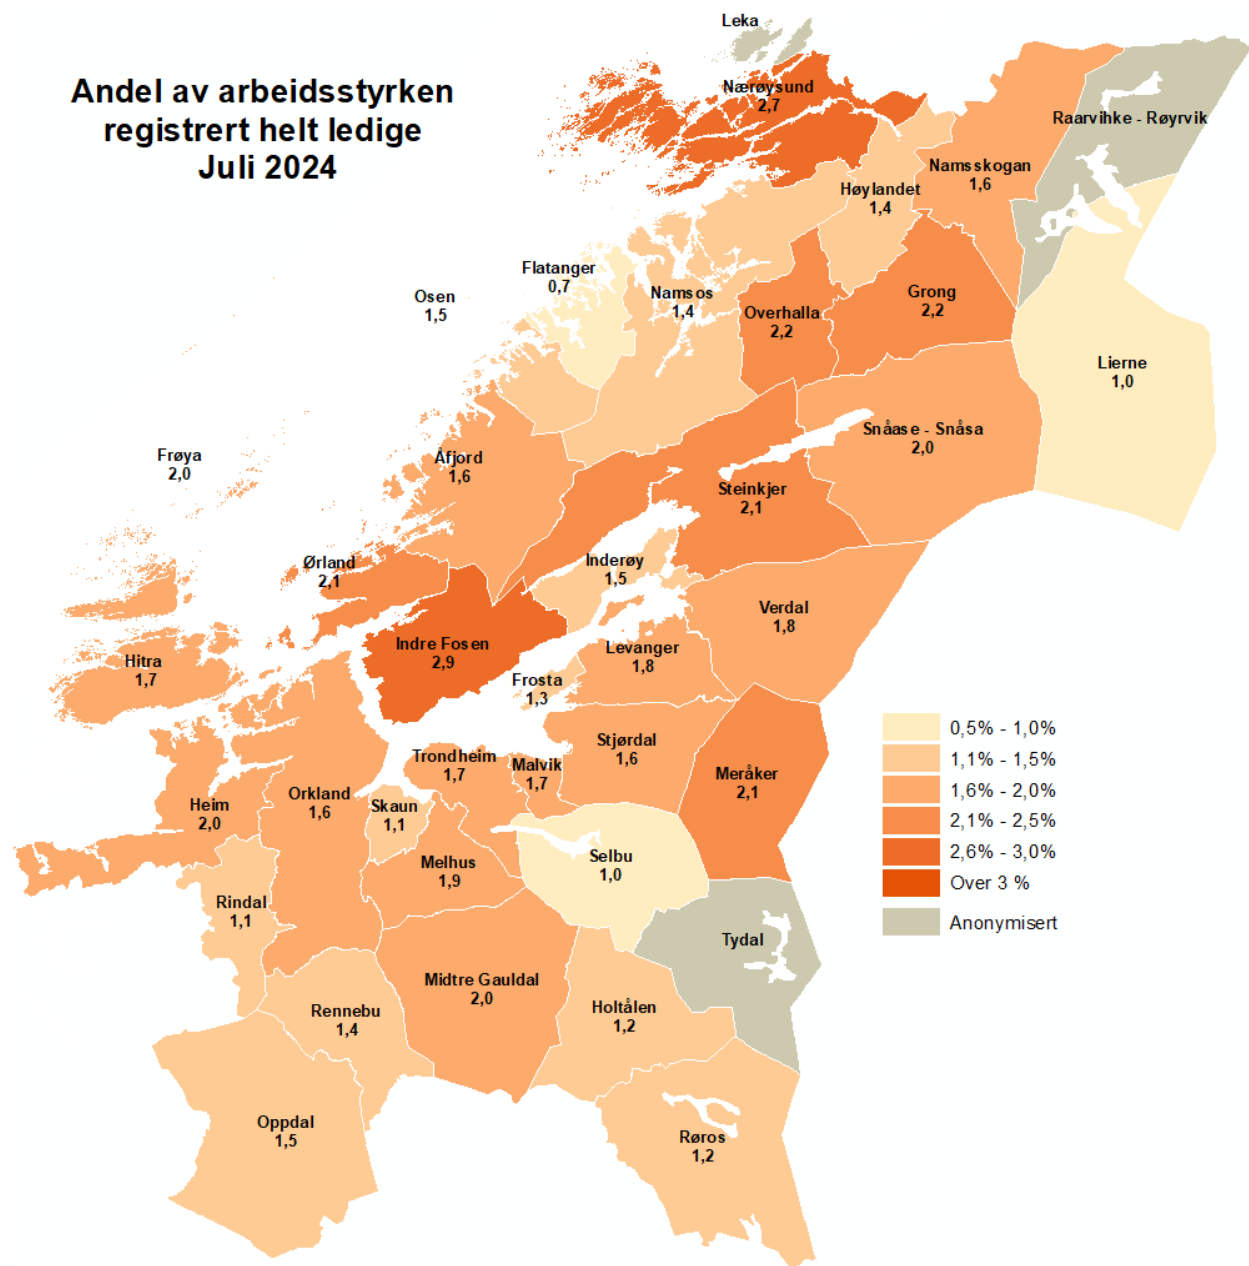 Andel av arbeidsstyrken
registrert helt ledige
Juli 2024
Leka
Nærøysund
2,7
Raarvihke - Røyrvik
Namsskogan
1,6
Høylandet
1,4
Flatanger
0,7
Osen
1,5
Namsos
1,4
Overhalla
2,2
Grong
2,2
Lierne
1,0
Snåase - Snåsa
2,0
Frøya
2,0
Åfjord
1,6
Steinkjer
2,1
Ørland
2,1
Inderøy
1,5
Verdal
1,8
Indre Fosen
2,9
Levanger
1,8
Hitra
1,7
Frosta
1,3
Stjørdal
1,6
Trondheim
1,7
Malvik
1,7
Meråker
2,1
Heim
2,0
Orkland
1,6
Skaun
1,1
Melhus
1,9
Selbu
1,0
Rindal
1,1
Tydal
Midtre Gauldal
2,0
Holtålen
1,2
Rennebu
1,4
Oppdal
1,5
Røros
1,2
0,5% - 1,0%
1,1% - 1,5%
1,6% - 2,0%
2,1% - 2,5%
2,6% - 3,0%
Over 3 %
Anonymisert